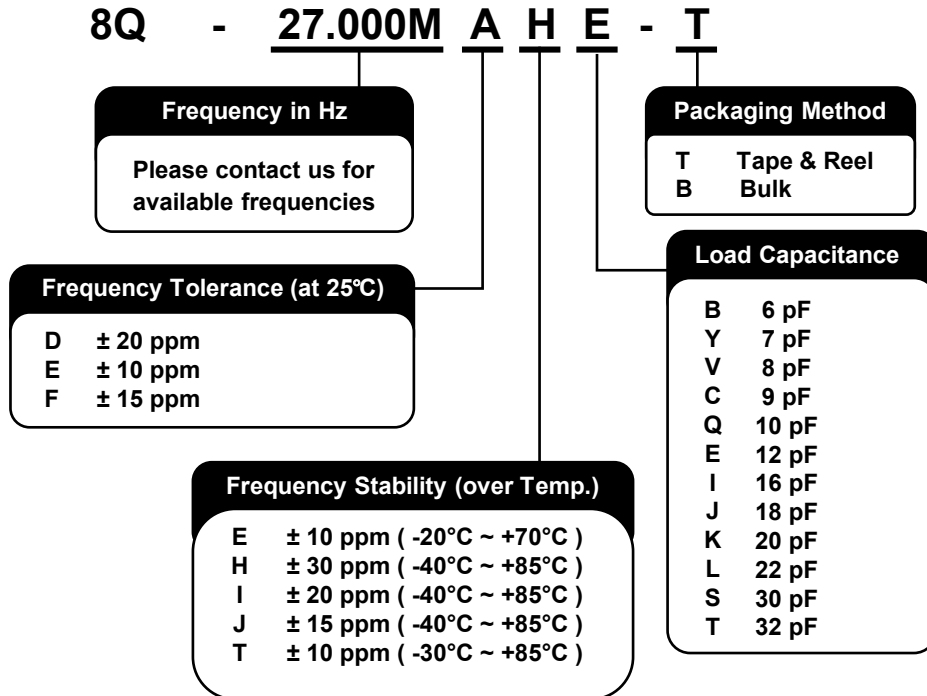 8Q - 27.000M A H E - T
Frequency in Hz
Please contact us for
available frequencies
Packaging Method
T Tape & Reel
B Bulk
Frequency Tolerance (at 25°C)
D ± 20 ppm
E ± 10 ppm
F ± 15 ppm
Load Capacitance
B 6 pF
Y 7 pF
V 8 pF
C 9 pF
Q 10 pF
E 12 pF
I 16 pF
J 18 pF
K 20 pF
L 22 pF
S 30 pF
T 32 pF
Frequency Stability (over Temp.)
E ± 10 ppm ( -20°C ~ +70°C )
H ± 30 ppm ( -40°C ~ +85°C )
I ± 20 ppm ( -40°C ~ +85°C )
J ± 15 ppm ( -40°C ~ +85°C )
T ± 10 ppm ( -30°C ~ +85°C )